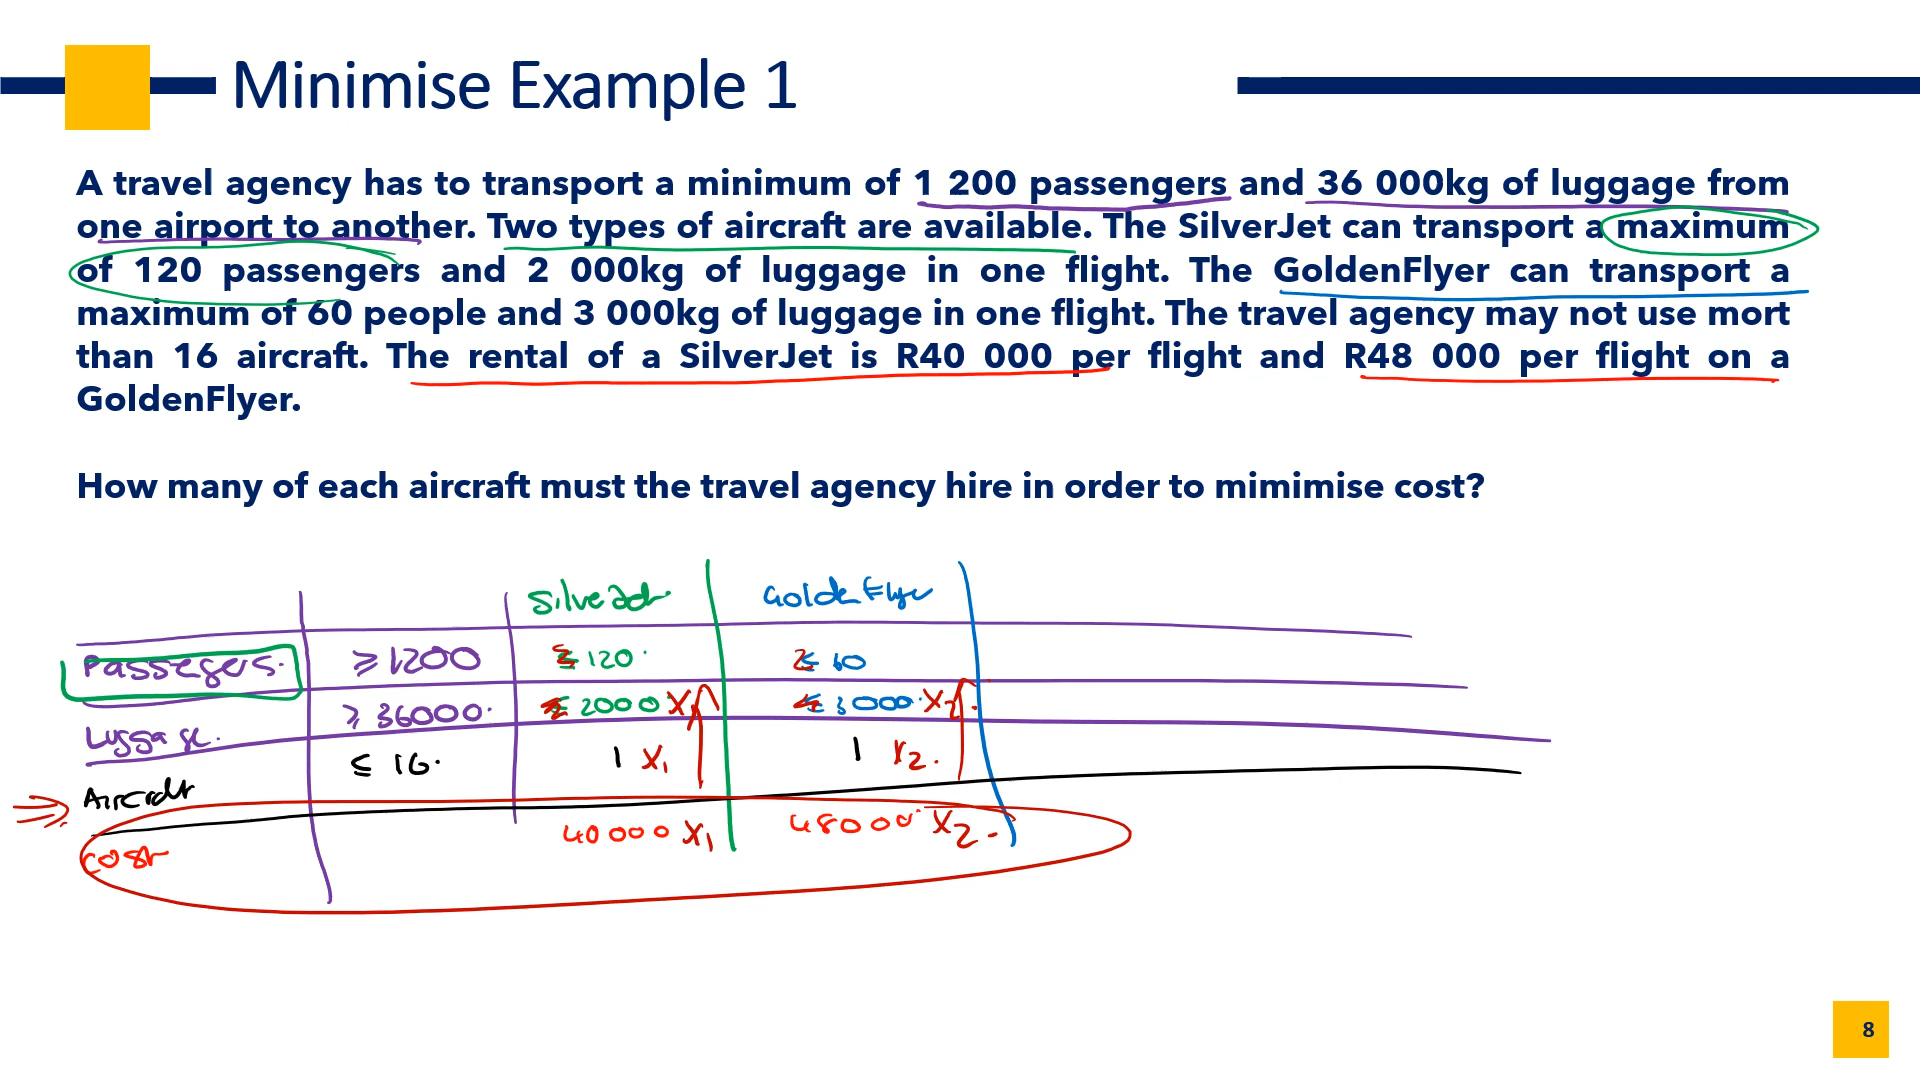 Minimise Example 1
A travel agency has to transport a minimum of 1 200 passengers and 36 000kg of luggage from
one airport to another. Two types of aircraft are available. The SilverJet can transport a maximum
of 120 passengers and 2 000kg of luggage in one flight. The GoldenFlyer can transport a
maximum of 60 people and 3 000kg of luggage in one flight. The travel agency may not use mort
than 16 aircraft. The rental of a SilverJet is R40 000 per flight and R48 000 per flight on a
GoldenFlyer.
How many of each aircraft must the travel agency hire in order to mimimise cost?
Passegers. ≥ 1200 120 60
Luggage. ≥ 36000. 2000 X1 3000 X2.
Aircraft ≤ 16. 1 X1 1 X2.
cost 40000 X1 48000 X2.
8